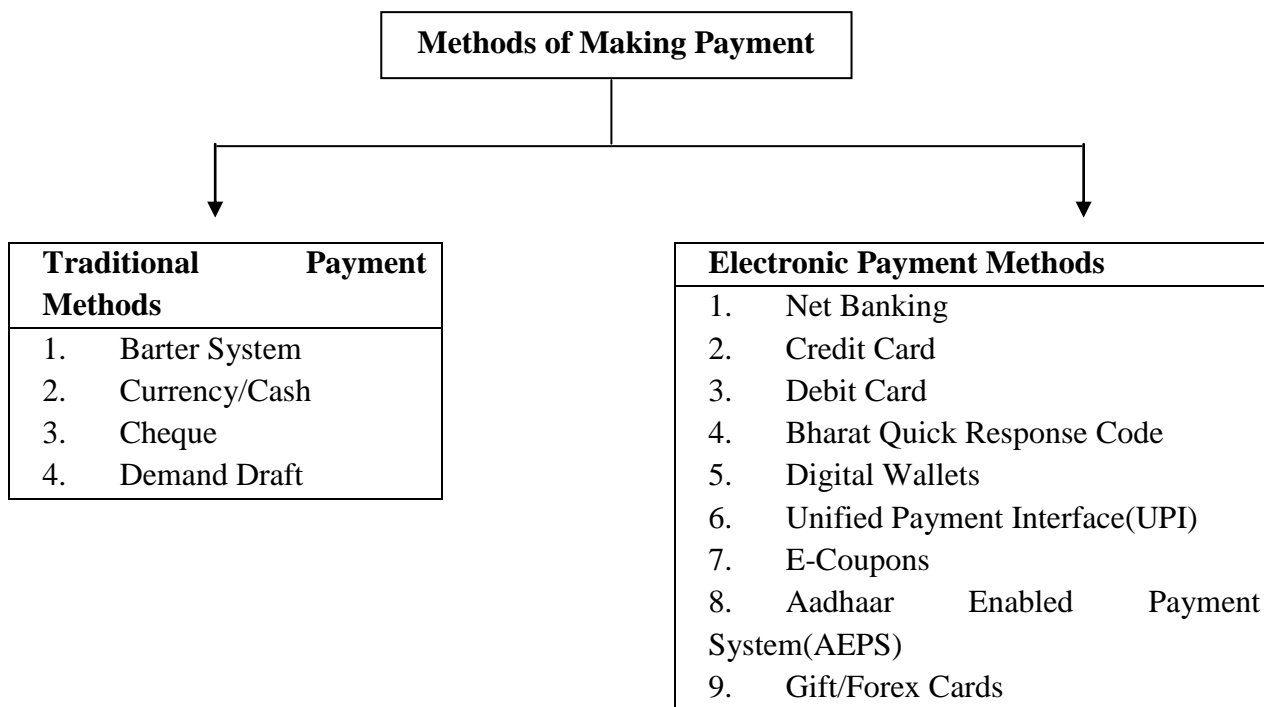 Methods of Making Payment
Traditional Payment
Methods
1. Barter System
2. Currency/Cash
3. Cheque
4. Demand Draft
Electronic Payment Methods
1. Net Banking
2. Credit Card
3. Debit Card
4. Bharat Quick Response Code
5. Digital Wallets
6. Unified Payment Interface(UPI)
7. E-Coupons
8. Aadhaar Enabled Payment
System(AEPS)
9. Gift/Forex Cards